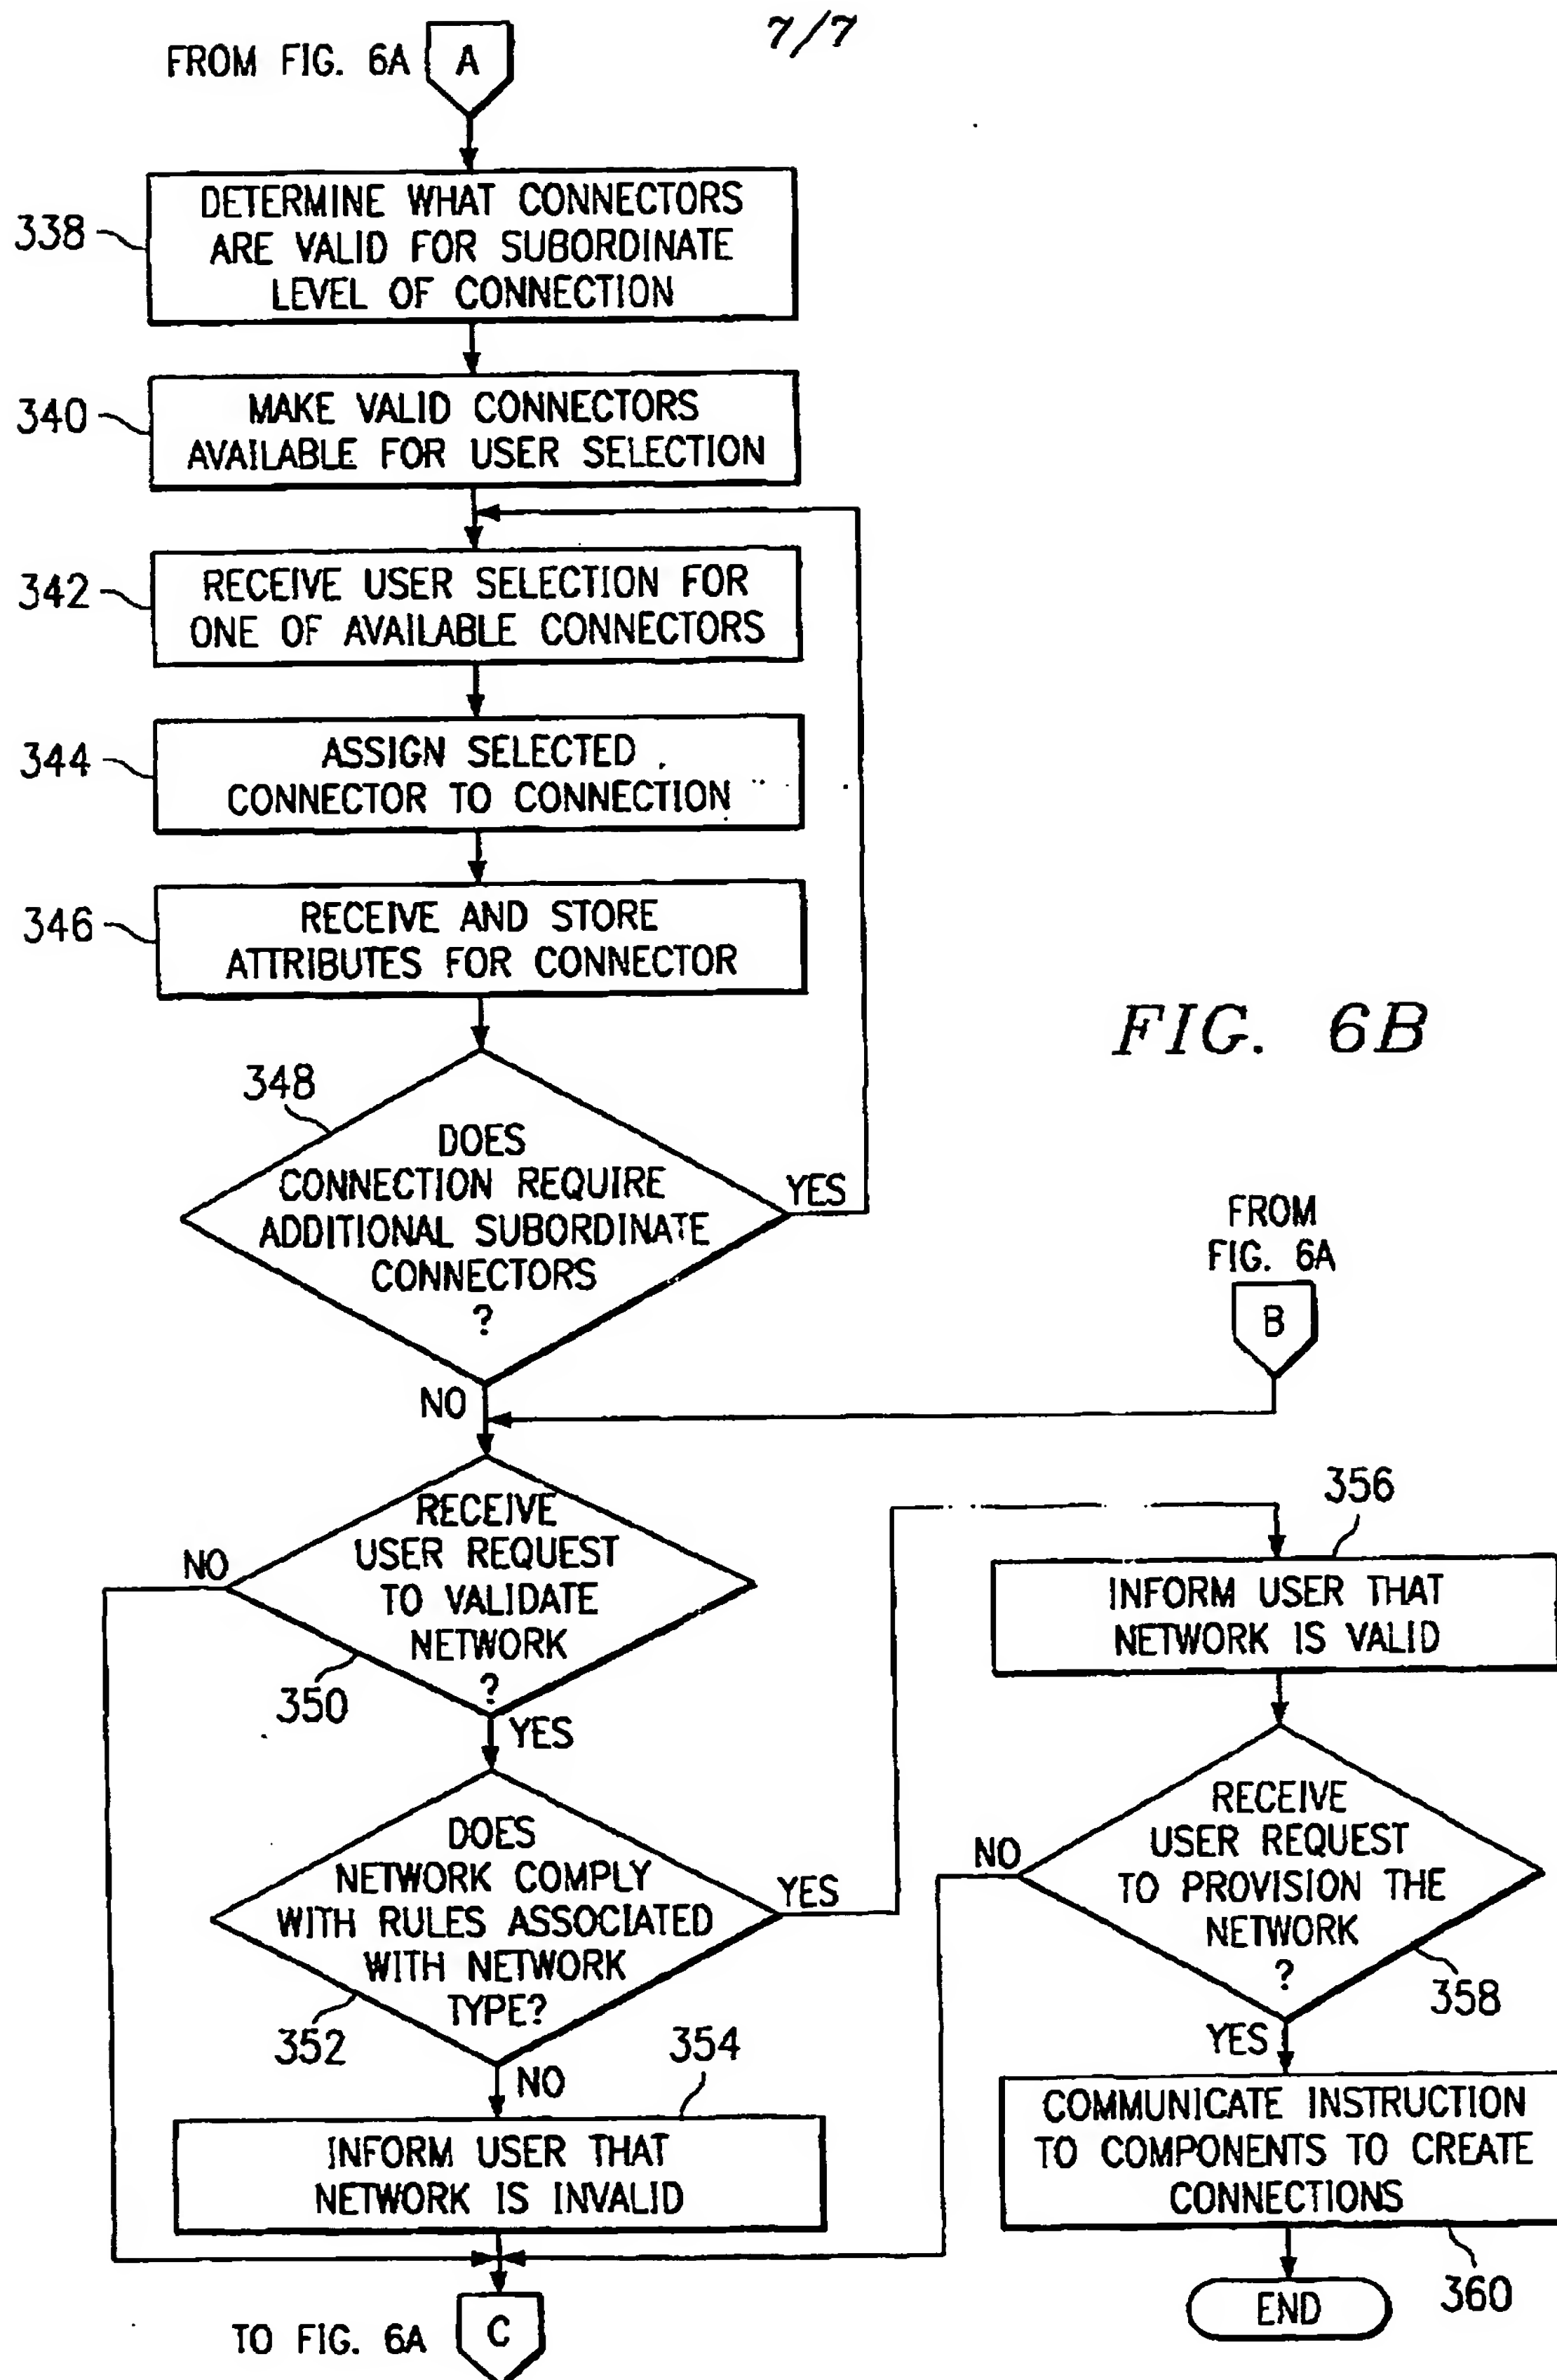 7/7
FROM FIG. 6A
A
338
DETERMINE WHAT CONNECTORS
ARE VALID FOR SUBORDINATE
LEVEL OF CONNECTION
340
MAKE VALID CONNECTORS
AVAILABLE FOR USER SELECTION
342
RECEIVE USER SELECTION FOR
ONE OF AVAILABLE CONNECTORS
344
ASSIGN SELECTED
CONNECTOR TO CONNECTION
346
RECEIVE AND STORE
ATTRIBUTES FOR CONNECTOR
FIG. 6B
348
DOES
CONNECTION REQUIRE
ADDITIONAL SUBORDINATE
CONNECTORS
?
YES
NO
FROM
FIG. 6A
B
RECEIVE
USER REQUEST
TO VALIDATE
NETWORK
?
NO
350
YES
DOES
NETWORK COMPLY
WITH RULES ASSOCIATED
WITH NETWORK
TYPE?
YES
352
NO
354
INFORM USER THAT
NETWORK IS INVALID
356
INFORM USER THAT
NETWORK IS VALID
RECEIVE
USER REQUEST
TO PROVISION THE
NETWORK
?
NO
358
YES
COMMUNICATE INSTRUCTION
TO COMPONENTS TO CREATE
CONNECTIONS
360
END
TO FIG. 6A
C